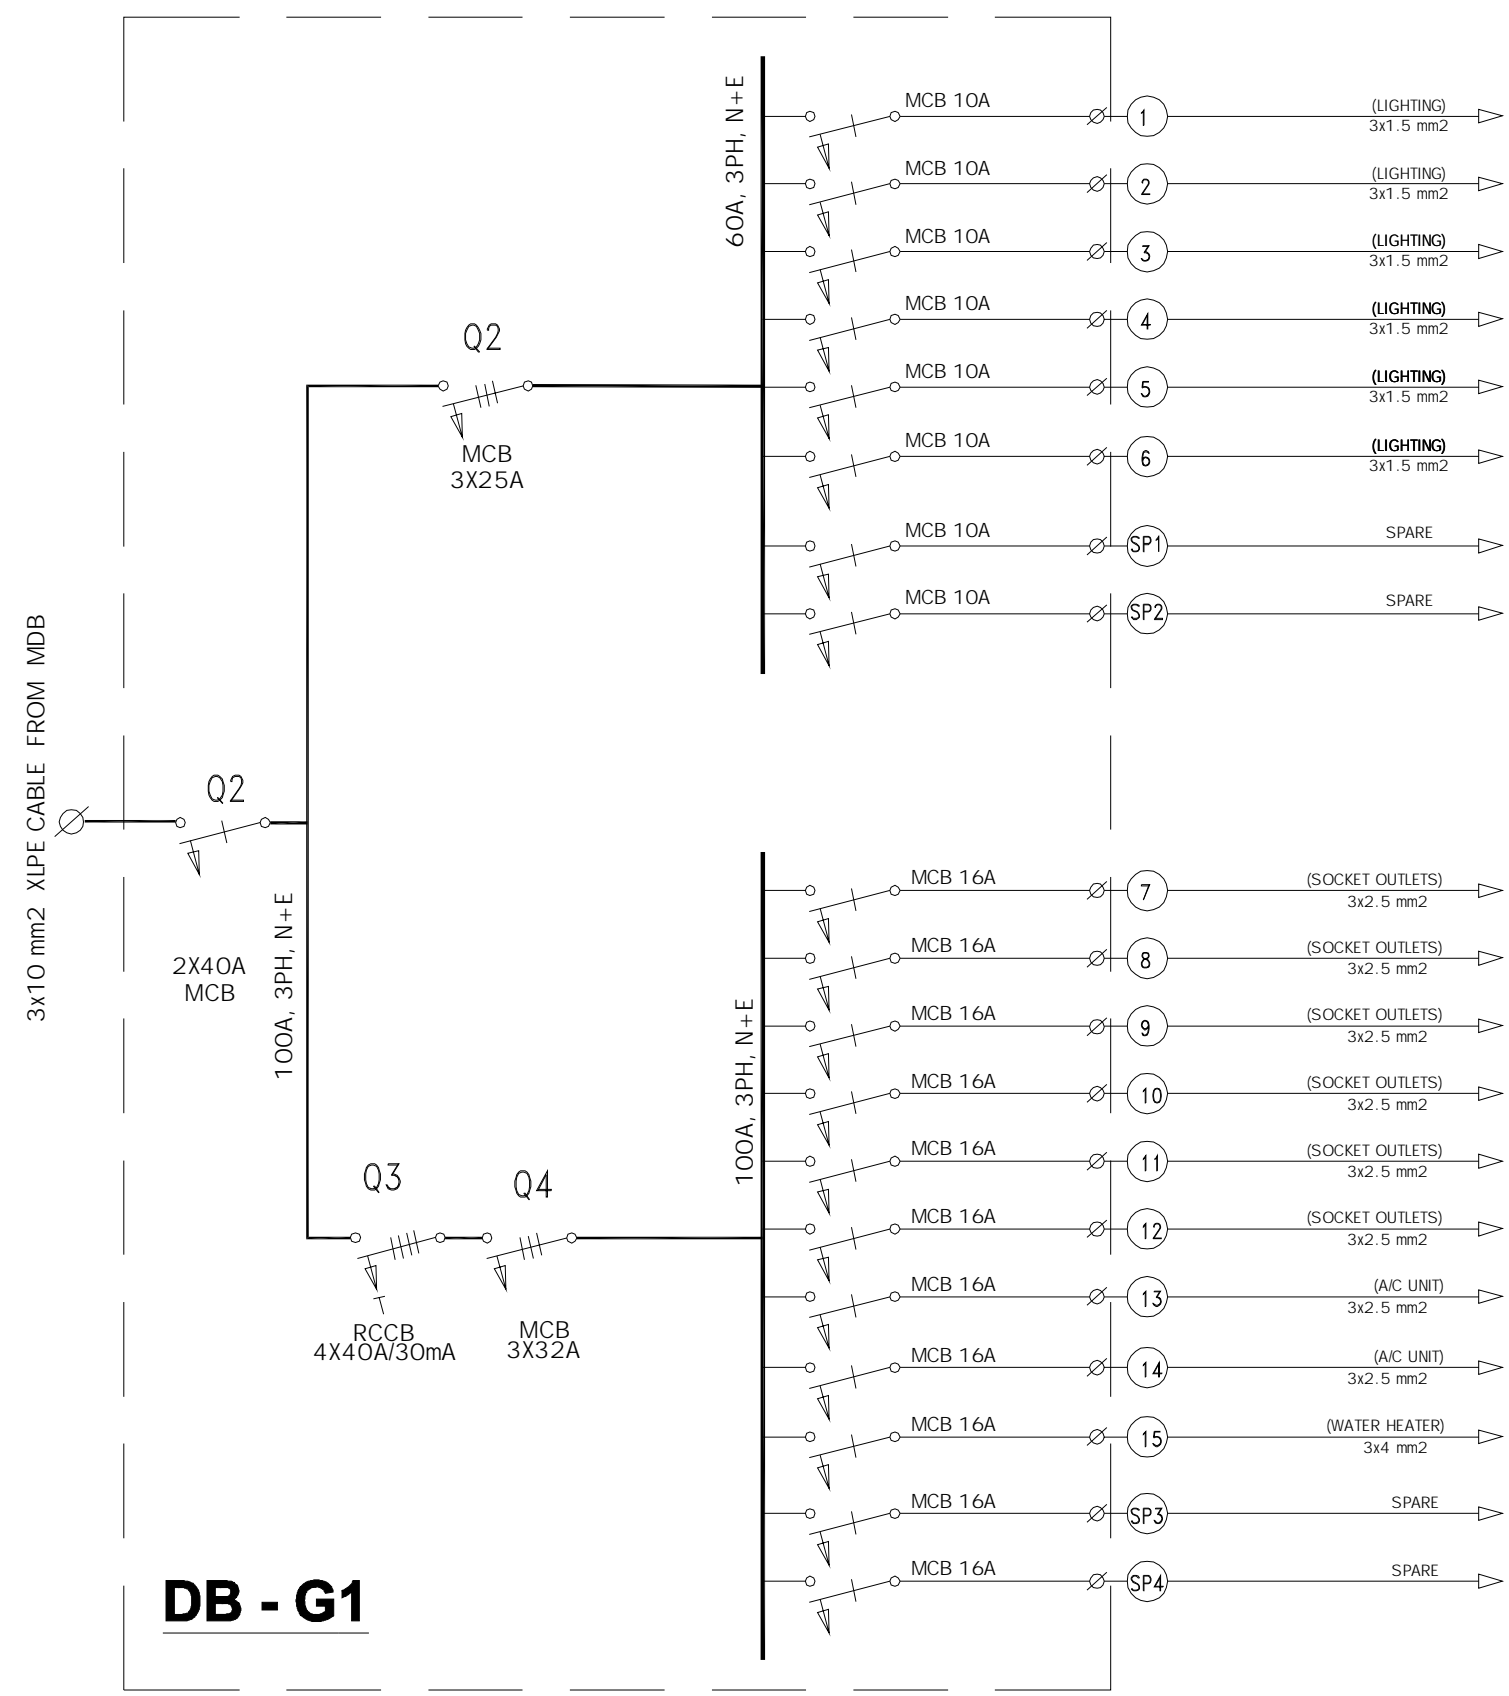 60A, 3PH, N+E
MCB 10A
1
(LIGHTING)
3x1.5 mm2
MCB 10A
2
(LIGHTING)
3x1.5 mm2
MCB 10A
3
(LIGHTING)
3x1.5 mm2
MCB 10A
4
(LIGHTING)
3x1.5 mm2
MCB 10A
5
(LIGHTING)
3x1.5 mm2
MCB 10A
6
(LIGHTING)
3x1.5 mm2
MCB 10A
SP1
SPARE
MCB 10A
SP2
SPARE
Q2
MCB
3X25A
3x10 mm2 XLPE CABLE FROM MDB
Q2
2X40A
MCB
100A, 3PH, N+E
Q3
RCCB
4X40A/30mA
Q4
MCB
3X32A
100A, 3PH, N+E
MCB 16A
7
(SOCKET OUTLETS)
3x2.5 mm2
MCB 16A
8
(SOCKET OUTLETS)
3x2.5 mm2
MCB 16A
9
(SOCKET OUTLETS)
3x2.5 mm2
MCB 16A
10
(SOCKET OUTLETS)
3x2.5 mm2
MCB 16A
11
(SOCKET OUTLETS)
3x2.5 mm2
MCB 16A
12
(SOCKET OUTLETS)
3x2.5 mm2
MCB 16A
13
(A/C UNIT)
3x2.5 mm2
MCB 16A
14
(A/C UNIT)
3x2.5 mm2
MCB 16A
15
(WATER HEATER)
3x4 mm2
MCB 16A
SP3
SPARE
MCB 16A
SP4
SPARE
DB - G1